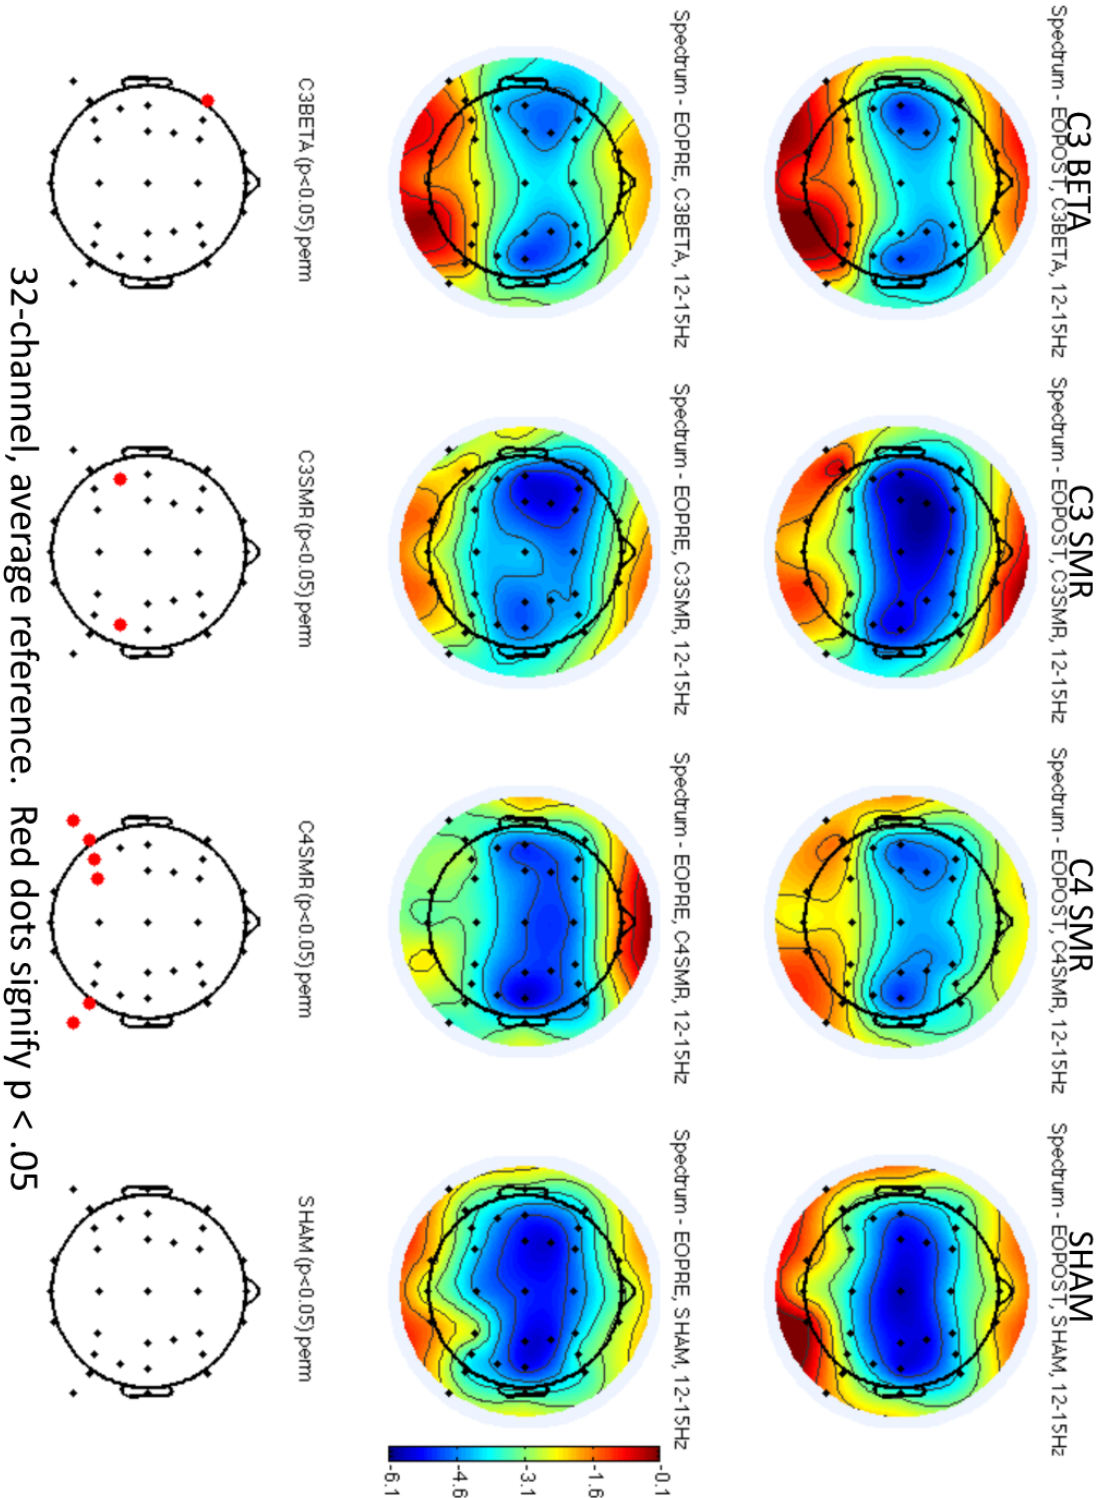 C3 BETA
C3 SMR
C4 SMR
SHAM
Spectrum - EOPOST, C3BETA, 12-15Hz
Spectrum - EOPOST, C3SMR, 12-15Hz
Spectrum - EOPOST, C4SMR, 12-15Hz
Spectrum - EOPOST, SHAM, 12-15Hz
Spectrum - EOPRE, C3BETA, 12-15Hz
Spectrum - EOPRE, C3SMR, 12-15Hz
Spectrum - EOPRE, C4SMR, 12-15Hz
Spectrum - EOPRE, SHAM, 12-15Hz
-0.1
-1.6
-3.1
-4.6
-6.1
C3BETA (p<0.05) perm
C3SMR (p<0.05) perm
C4SMR (p<0.05) perm
SHAM (p<0.05) perm
32-channel, average reference. Red dots signify p < .05